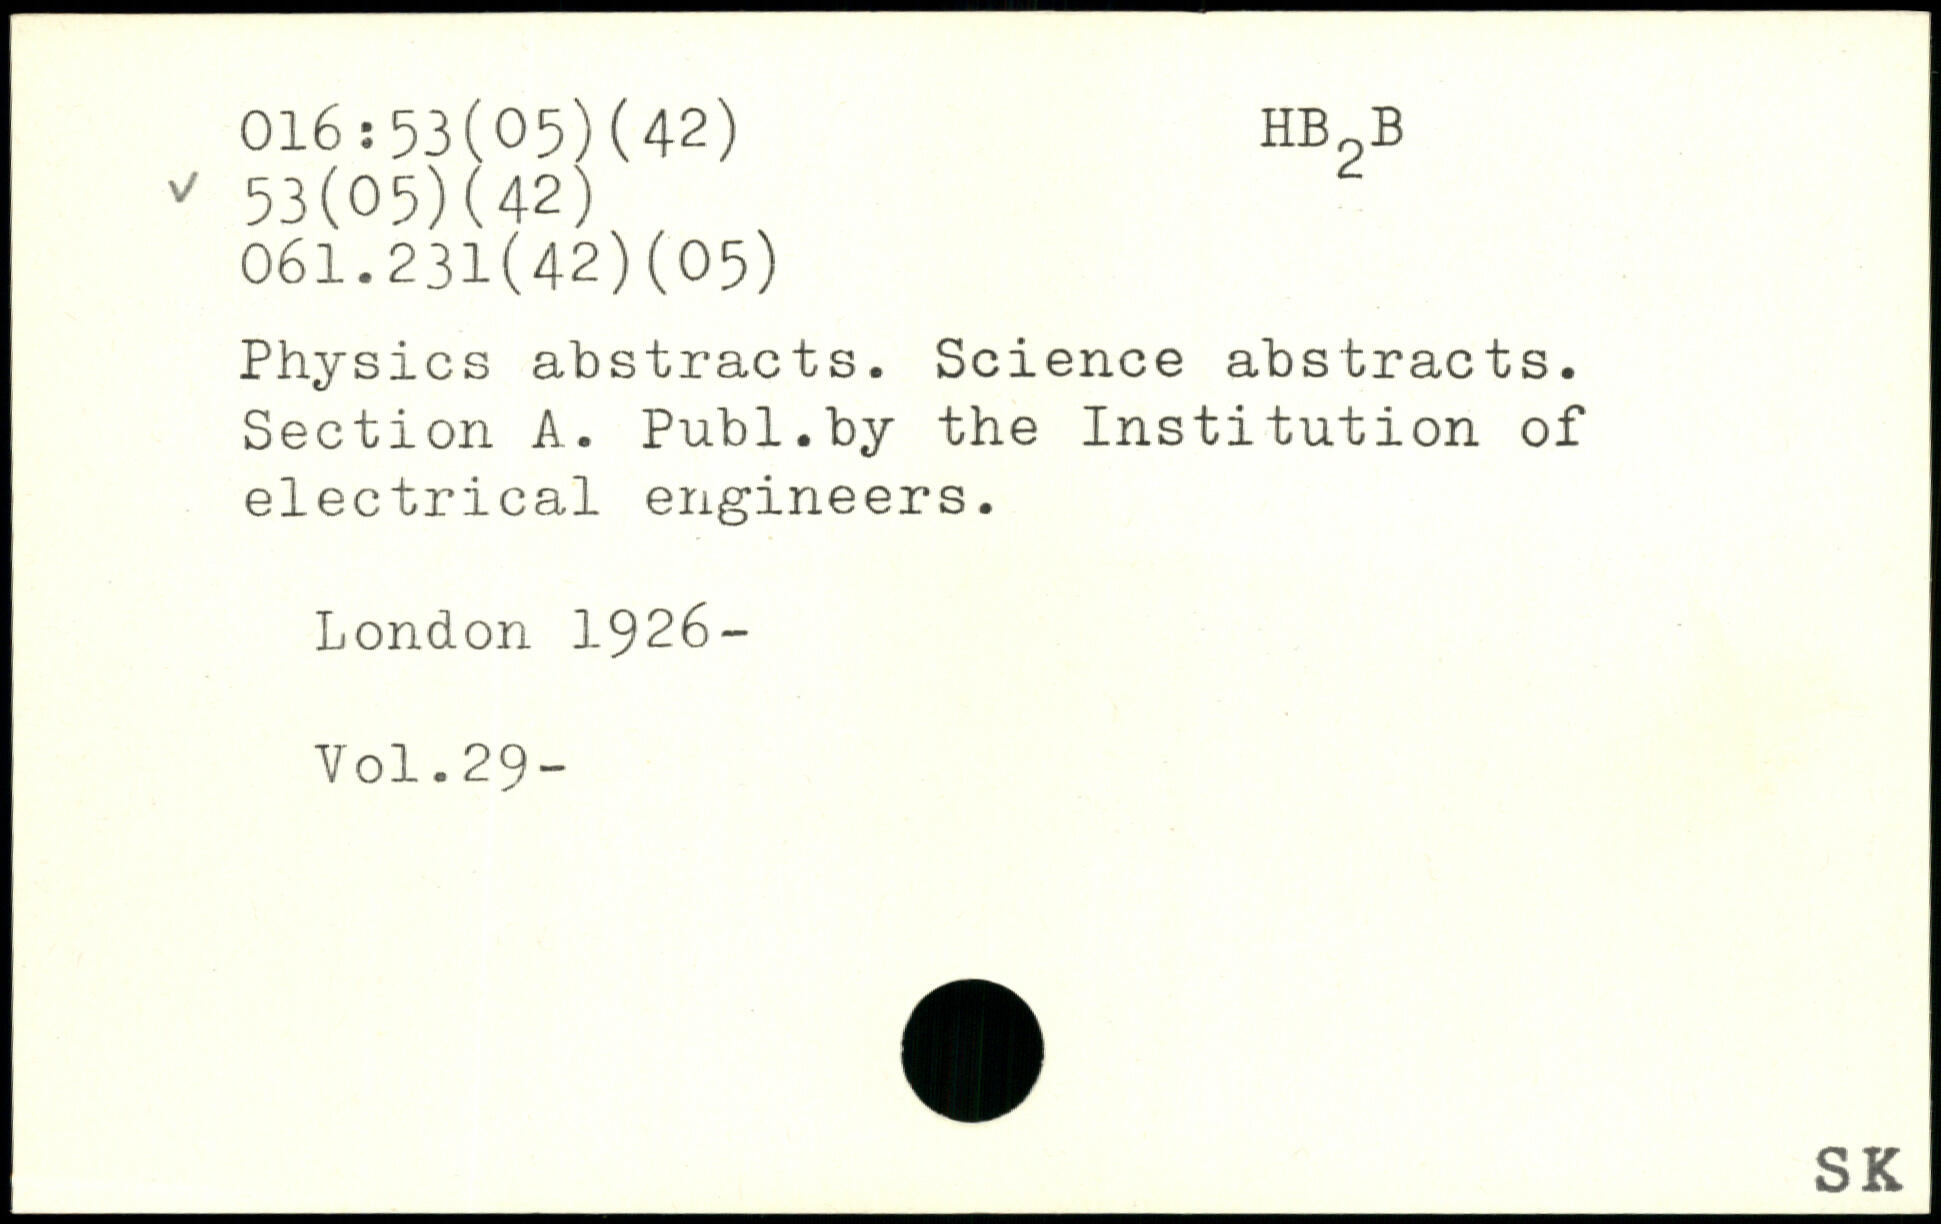 016:53(05)(42) HB₂B
✓ 53(05)(42)
061.231(42)(05)
Physics abstracts. Science abstracts.
Section A. Publ.by the Institution of
electrical engineers.
London 1926-
Vol.29-
SK